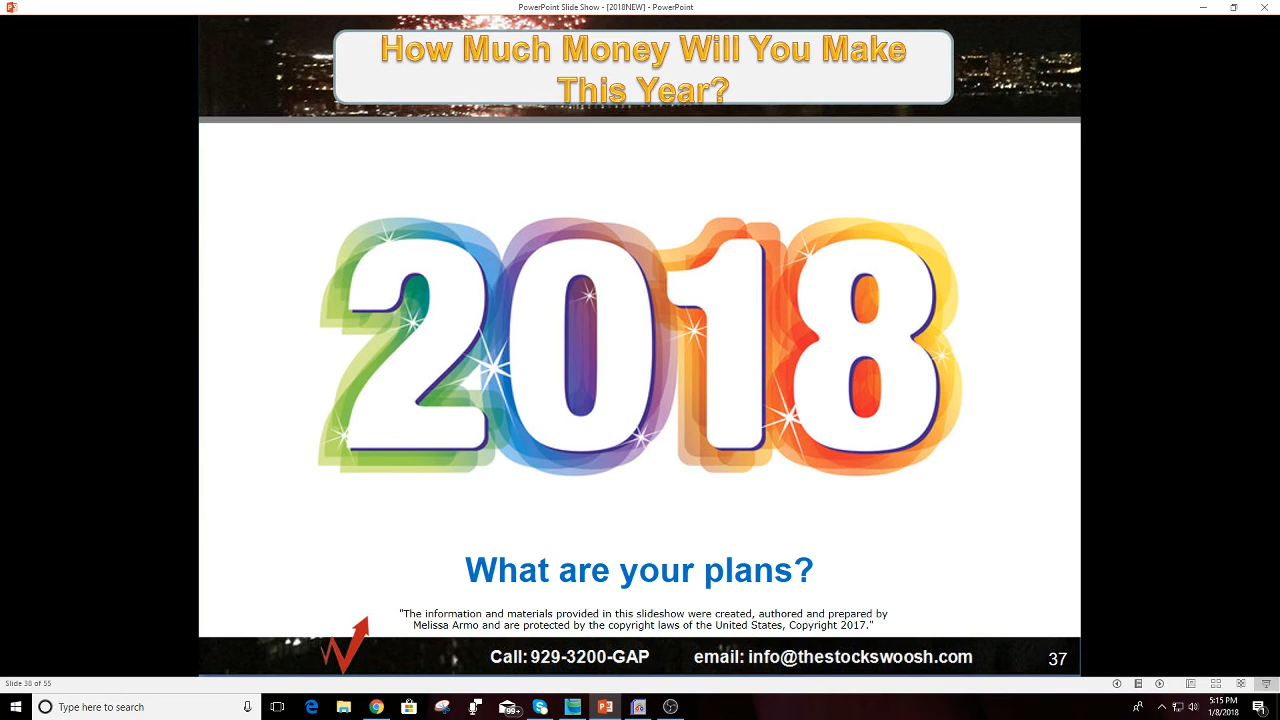 PowerPoint Slide Show - [2018NEW] - PowerPoint
How Much Money Will You Make
This Year?
2018
What are your plans?
"The information and materials provided in this slideshow were created, authored and prepared by
Melissa Armo and are protected by the copyright laws of the United States, Copyright 2017."
Call: 929-3200-GAP email: info@thestockswoosh.com 37
Slide 38 of 55
Type here to search
99+
5:15 PM
1/8/2018
1